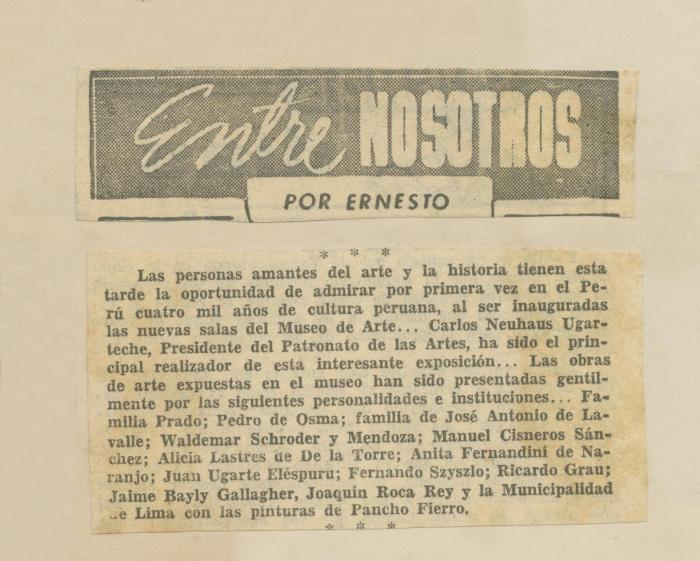 Entre NOSOTROS
POR ERNESTO
* * *
Las personas amantes del arte y la historia tienen esta
tarde la oportunidad de admirar por primera vez en el Pe-
rú cuatro mil años de cultura peruana, al ser inauguradas
las nuevas salas del Museo de Arte... Carlos Neuhaus Ugar-
teche, Presidente del Patronato de las Artes, ha sido el prin-
cipal realizador de esta interesante exposición... Las obras
de arte expuestas en el museo han sido presentadas gentil-
mente por las siguientes personalidades e instituciones... Fa-
milia Prado; Pedro de Osma; familia de José Antonio de La-
valle; Waldemar Schroder y Mendoza; Manuel Cisneros Sán-
chez; Alicia Lastres de De la Torre; Anita Fernandini de Na-
ranjo; Juan Ugarte Eléspuru; Fernando Szyszlo; Ricardo Grau;
Jaime Bayly Gallagher, Joaquín Roca Rey y la Municipalidad
de Lima con las pinturas de Pancho Fierro.
* * *